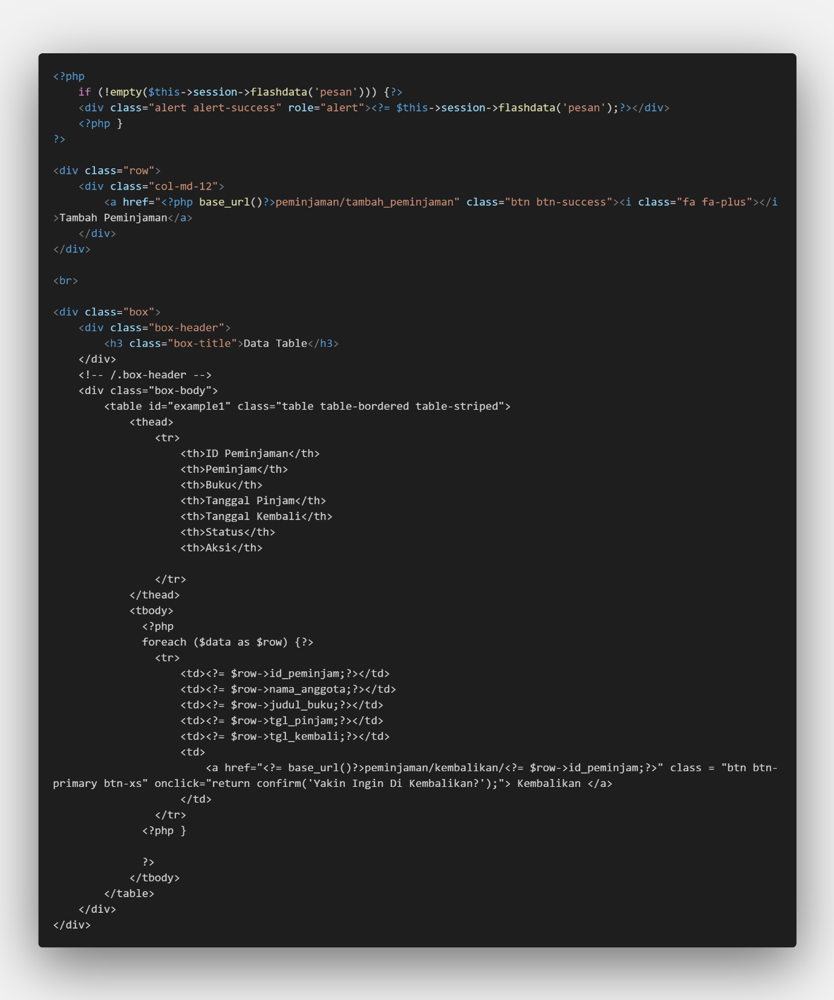 <?php
    if (!empty($this->session->flashdata('pesan'))) {?>
    <div class="alert alert-success" role="alert"><?= $this->session->flashdata('pesan');?></div>
    <?php }
?>

<div class="row">
    <div class="col-md-12">
        <a href="<?php base_url()?>peminjaman/tambah_peminjaman" class="btn btn-success"><i class="fa fa-plus"></i
>Tambah Peminjaman</a>
    </div>
</div>

<br>

<div class="box">
    <div class="box-header">
        <h3 class="box-title">Data Table</h3>
    </div>
    <!-- /.box-header -->
    <div class="box-body">
        <table id="example1" class="table table-bordered table-striped">
            <thead>
                <tr>
                    <th>ID Peminjaman</th>
                    <th>Peminjam</th>
                    <th>Buku</th>
                    <th>Tanggal Pinjam</th>
                    <th>Tanggal Kembali</th>
                    <th>Status</th>
                    <th>Aksi</th>

                </tr>
            </thead>
            <tbody>
              <?php
              foreach ($data as $row) {?>
                <tr>
                    <td><?= $row->id_peminjam;?></td>
                    <td><?= $row->nama_anggota;?></td>
                    <td><?= $row->judul_buku;?></td>
                    <td><?= $row->tgl_pinjam;?></td>
                    <td><?= $row->tgl_kembali;?></td>
                    <td>
                        <a href="<?= base_url()?>peminjaman/kembalikan/<?= $row->id_peminjam;?>" class = "btn btn-
primary btn-xs" onclick="return confirm('Yakin Ingin Di Kembalikan?');"> Kembalikan </a>
                    </td>
                </tr>
              <?php }

              ?>
            </tbody>
        </table>
    </div>
</div>